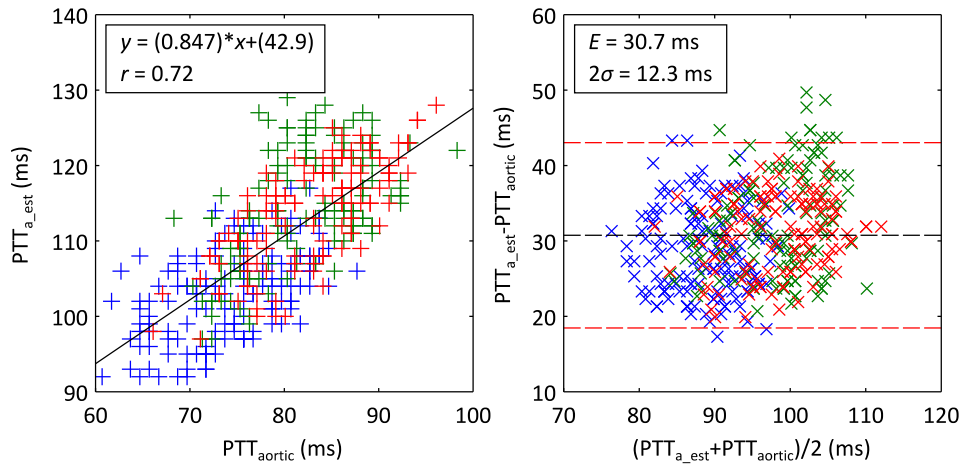 140
130
120
110
100
90
PTTa_est (ms)
y = (0.847)*x+(42.9)
r = 0.72
60 70 80 90 100
PTTaortic (ms)
60
50
40
30
20
10
PTTa_est-PTTaortic (ms)
E = 30.7 ms
2σ = 12.3 ms
70 80 90 100 110 120
(PTTa_est+PTTaortic)/2 (ms)